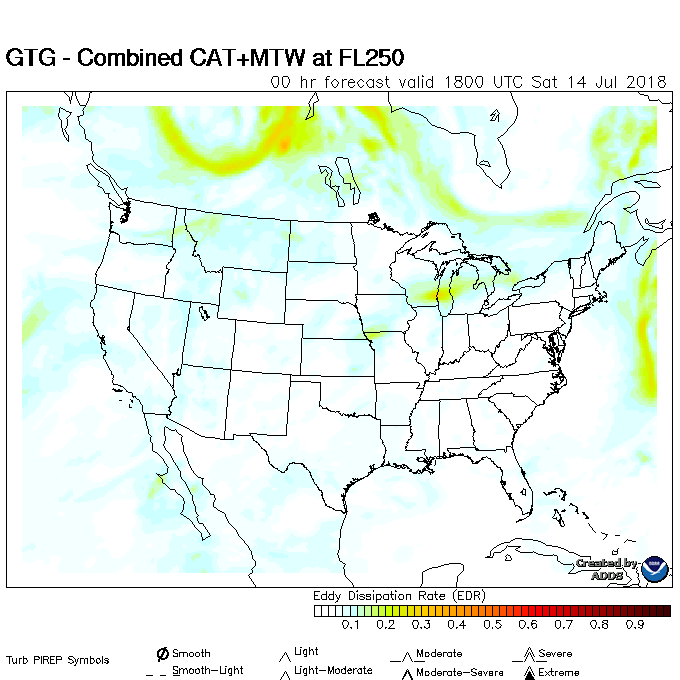 GTG - Combined CAT+MTW at FL250
00 hr forecast valid 1800 UTC Sat 14 Jul 2018
Created by
ADDS
Eddy Dissipation Rate (EDR)
0.1 0.2 0.3 0.4 0.5 0.6 0.7 0.8 0.9
Turb PIREP Symbols
Smooth Light Moderate Severe
Smooth-Light Light-Moderate Moderate-Severe Extreme